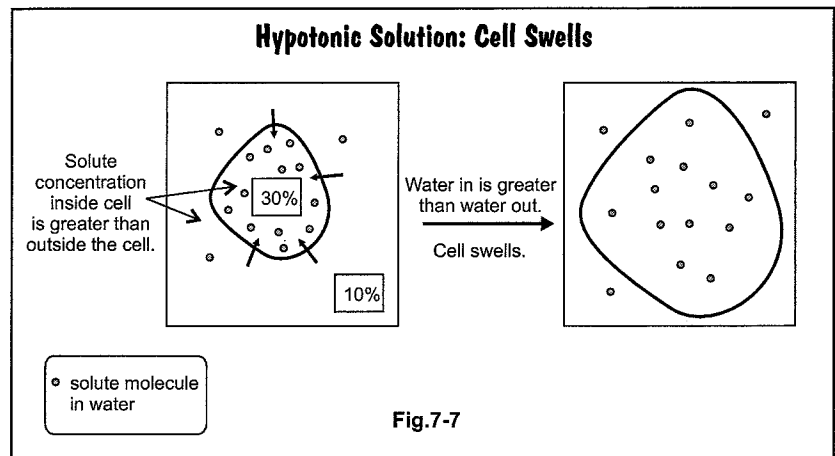 Hypotonic Solution: Cell Swells
Solute
concentration
inside cell
is greater than
outside the cell.
30%
10%
Water in is greater
than water out.
Cell swells.
solute molecule
in water
Fig.7-7